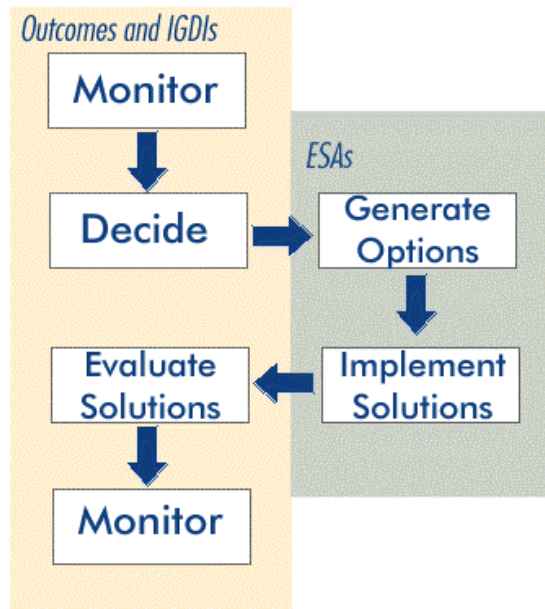 Outcomes and IGDIs
Monitor
ESAs
Decide
Generate
Options
Evaluate
Solutions
Implement
Solutions
Monitor